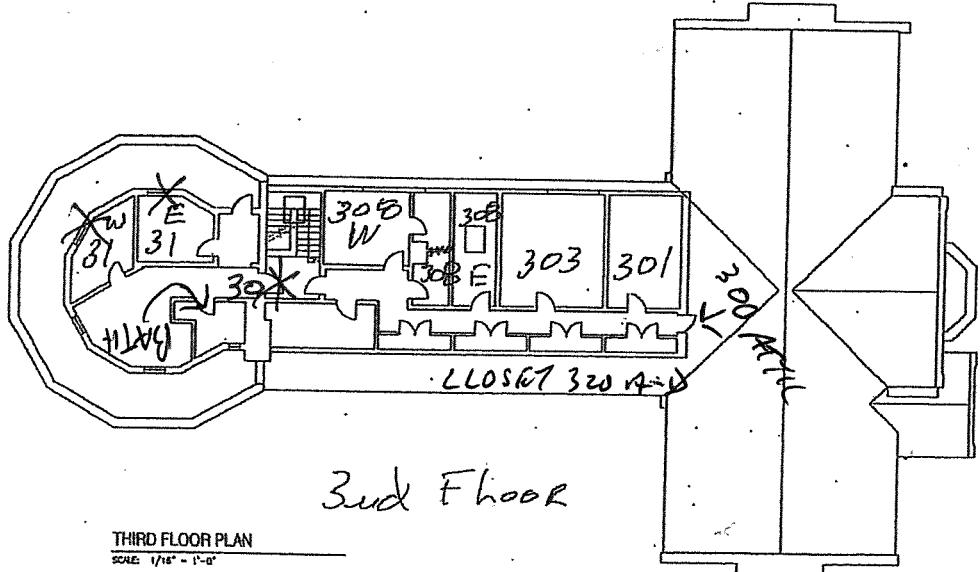 308
W
308
303
301
E
31
W
31
308
E
30
300 ATTIC
BATH
CLOSET 320
3rd Floor
THIRD FLOOR PLAN
SCALE: 1/16" = 1'-0"